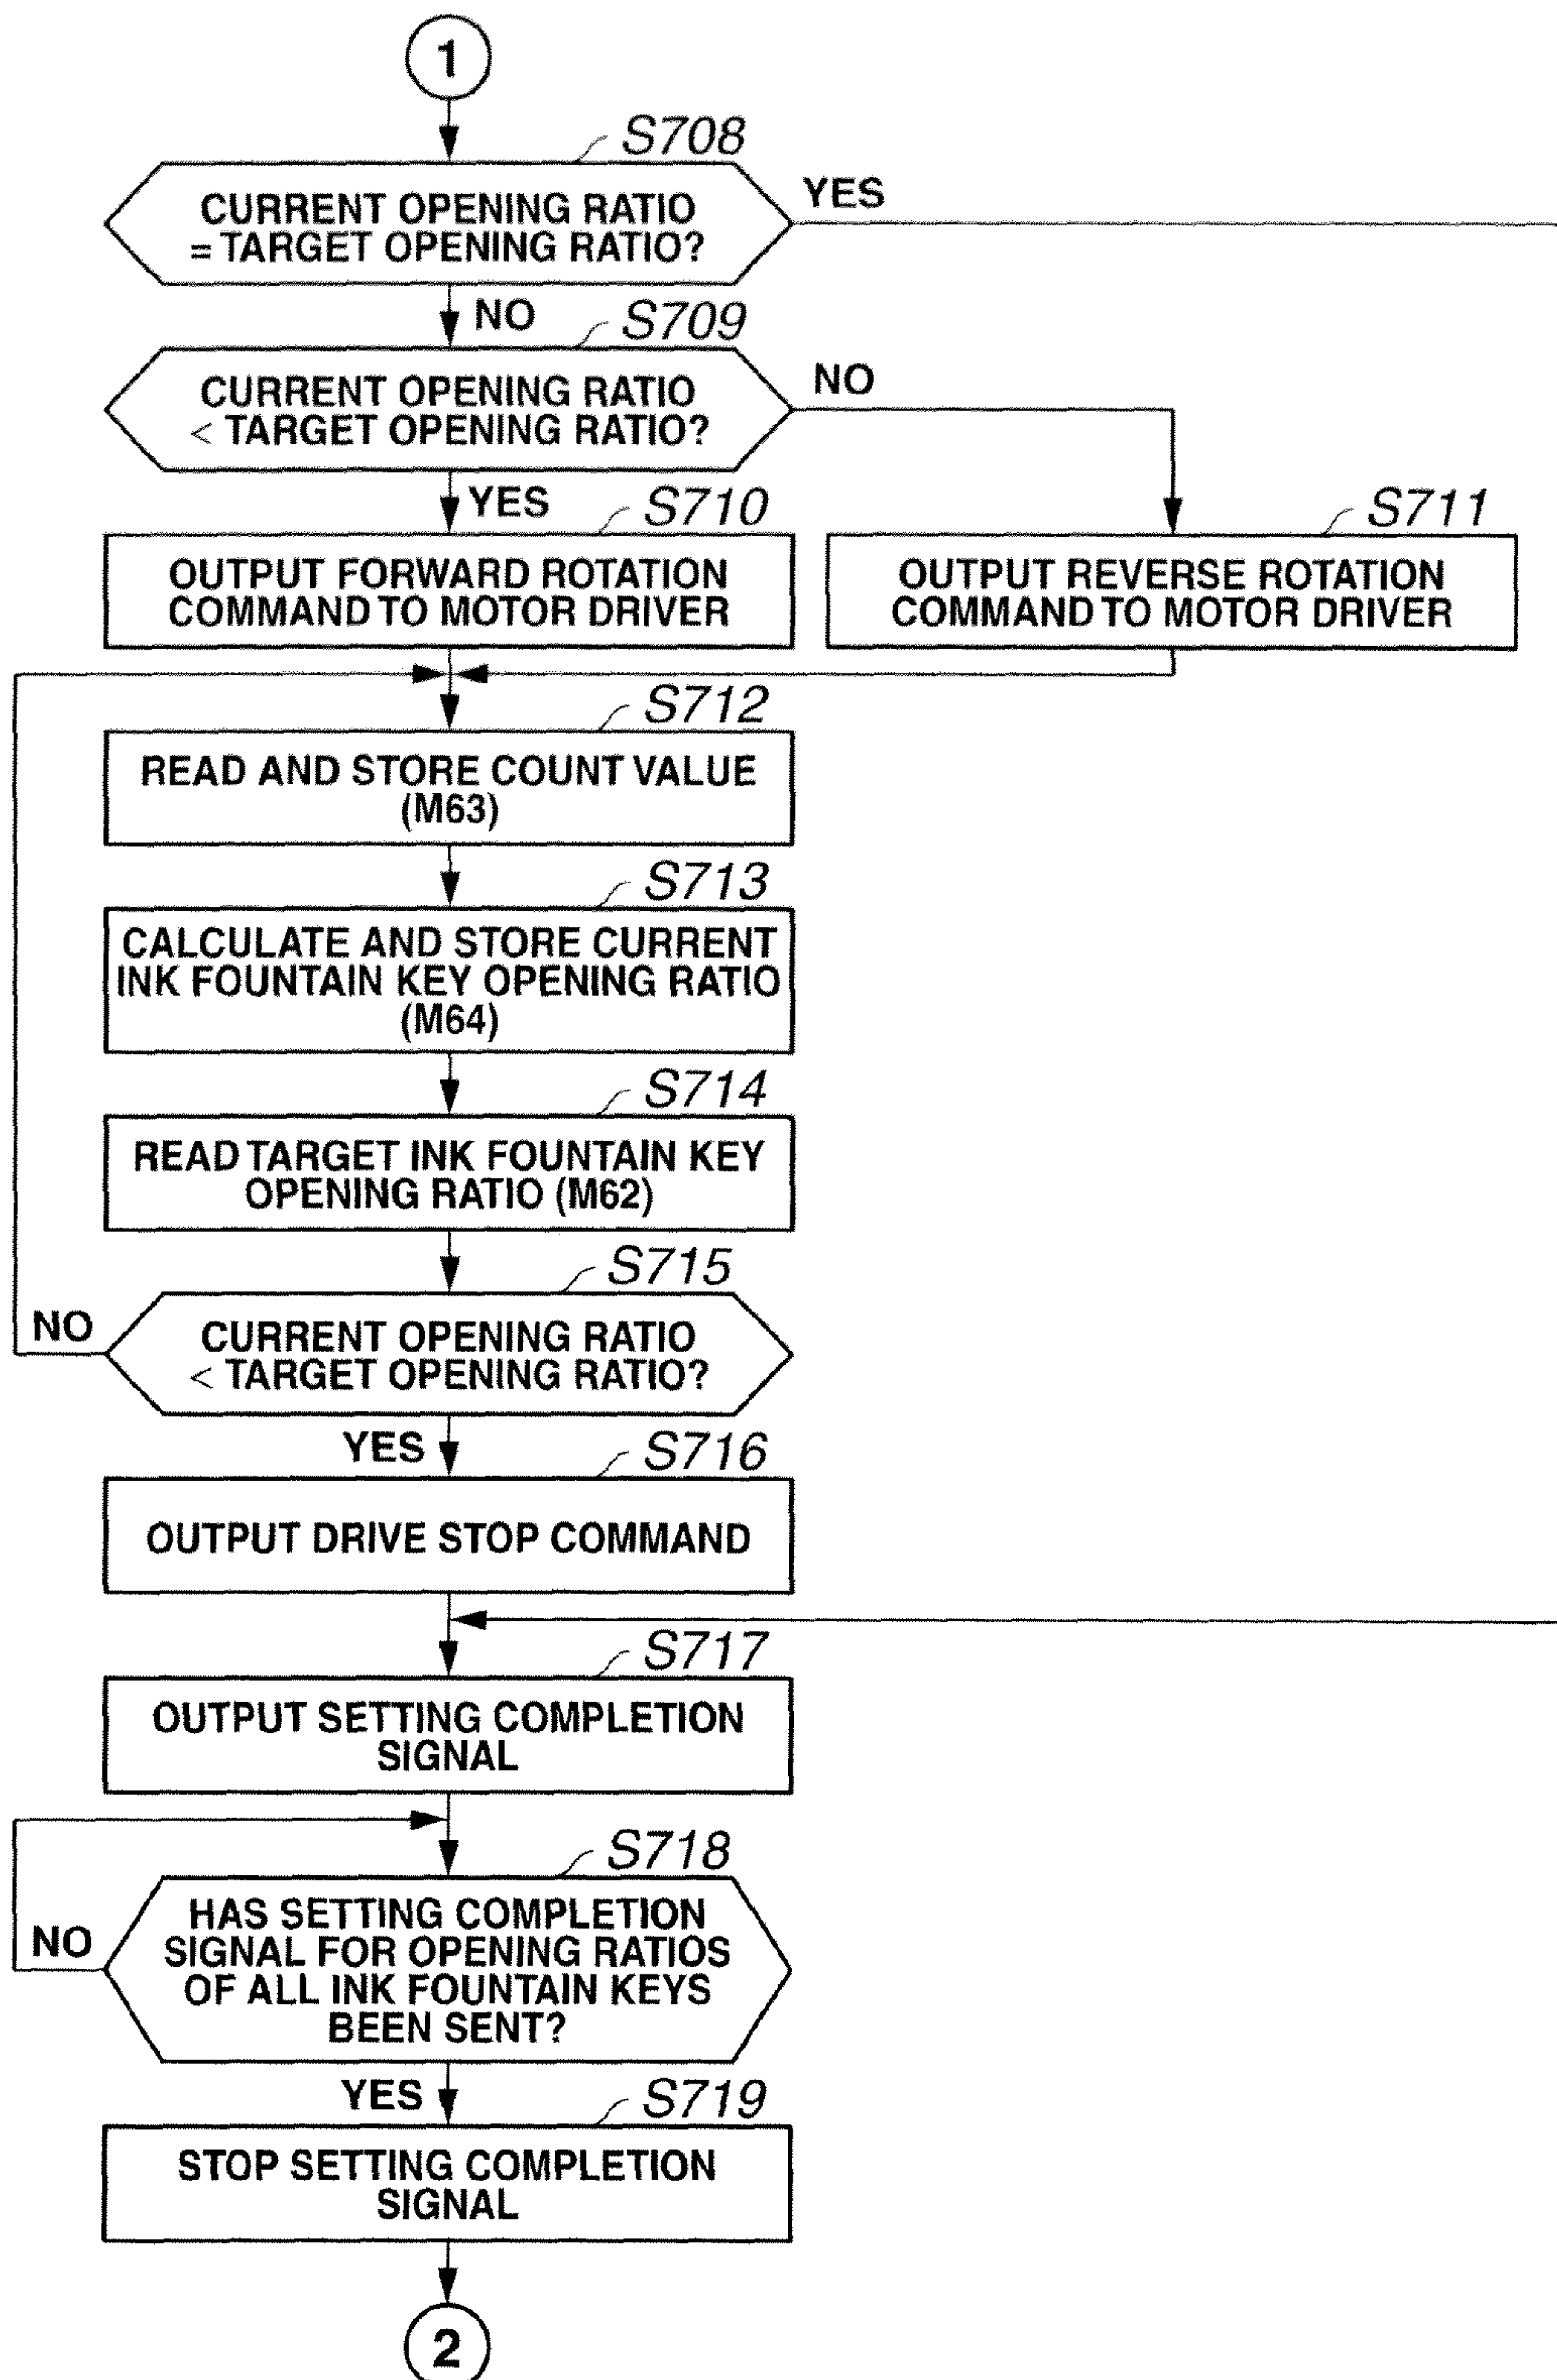 1
S708
CURRENT OPENING RATIO
= TARGET OPENING RATIO?
YES
NO
S709
CURRENT OPENING RATIO
< TARGET OPENING RATIO?
NO
YES
S710
OUTPUT FORWARD ROTATION
COMMAND TO MOTOR DRIVER
S711
OUTPUT REVERSE ROTATION
COMMAND TO MOTOR DRIVER
S712
READ AND STORE COUNT VALUE
(M63)
S713
CALCULATE AND STORE CURRENT
INK FOUNTAIN KEY OPENING RATIO
(M64)
S714
READ TARGET INK FOUNTAIN KEY
OPENING RATIO (M62)
S715
NO
CURRENT OPENING RATIO
< TARGET OPENING RATIO?
YES
S716
OUTPUT DRIVE STOP COMMAND
S717
OUTPUT SETTING COMPLETION
SIGNAL
S718
NO
HAS SETTING COMPLETION
SIGNAL FOR OPENING RATIOS
OF ALL INK FOUNTAIN KEYS
BEEN SENT?
YES
S719
STOP SETTING COMPLETION
SIGNAL
2